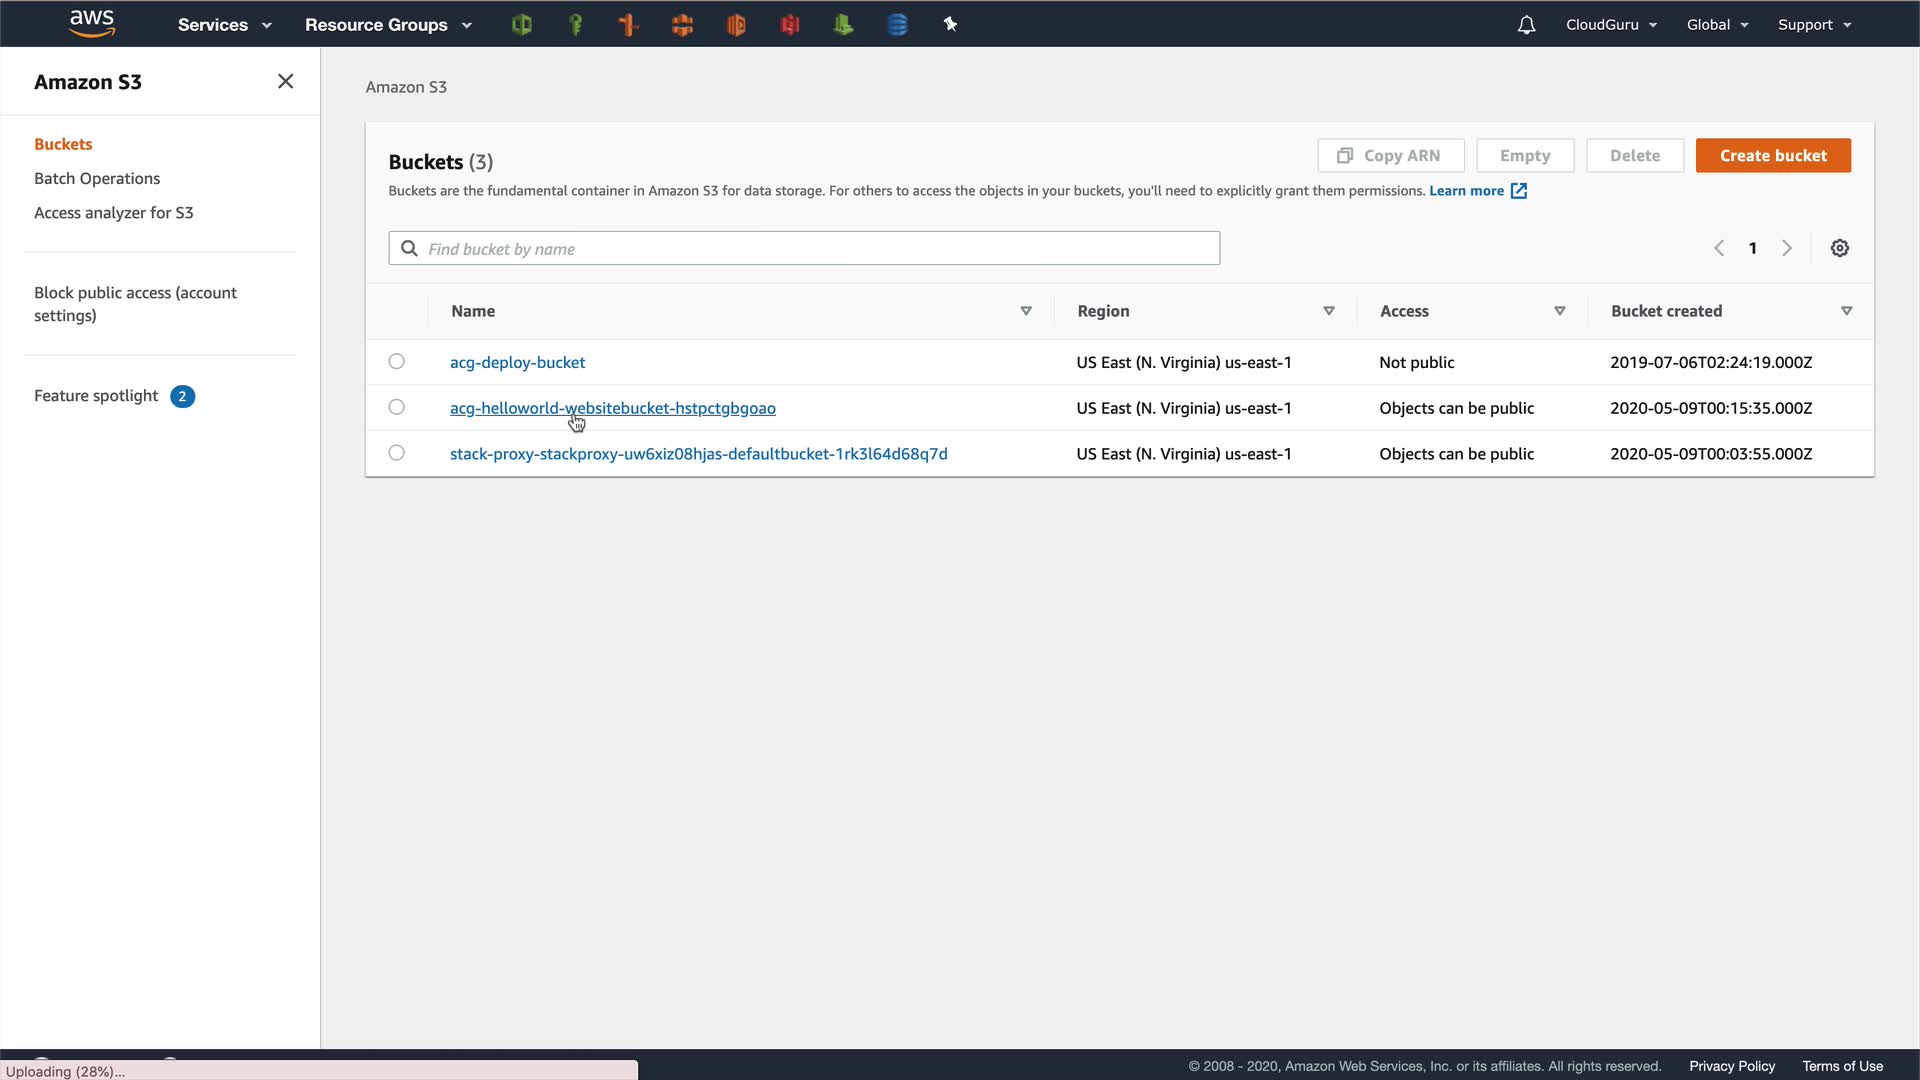 aws
Services
Resource Groups
CloudGuru
Global
Support
Amazon S3
Buckets
Batch Operations
Access analyzer for S3
Block public access (account
settings)
Feature spotlight 2
Amazon S3
Buckets (3)
Copy ARN
Empty
Delete
Create bucket
Buckets are the fundamental container in Amazon S3 for data storage. For others to access the objects in your buckets, you'll need to explicitly grant them permissions. Learn more
Find bucket by name
1
Name Region Access Bucket created
acg-deploy-bucket US East (N. Virginia) us-east-1 Not public 2019-07-06T02:24:19.000Z
acg-helloworld-websitebucket-hstpctgbgoao US East (N. Virginia) us-east-1 Objects can be public 2020-05-09T00:15:35.000Z
stack-proxy-stackproxy-uw6xiz08hjas-defaultbucket-1rk3l64d68q7d US East (N. Virginia) us-east-1 Objects can be public 2020-05-09T00:03:55.000Z
Uploading (28%)...
© 2008 - 2020, Amazon Web Services, Inc. or its affiliates. All rights reserved. Privacy Policy Terms of Use